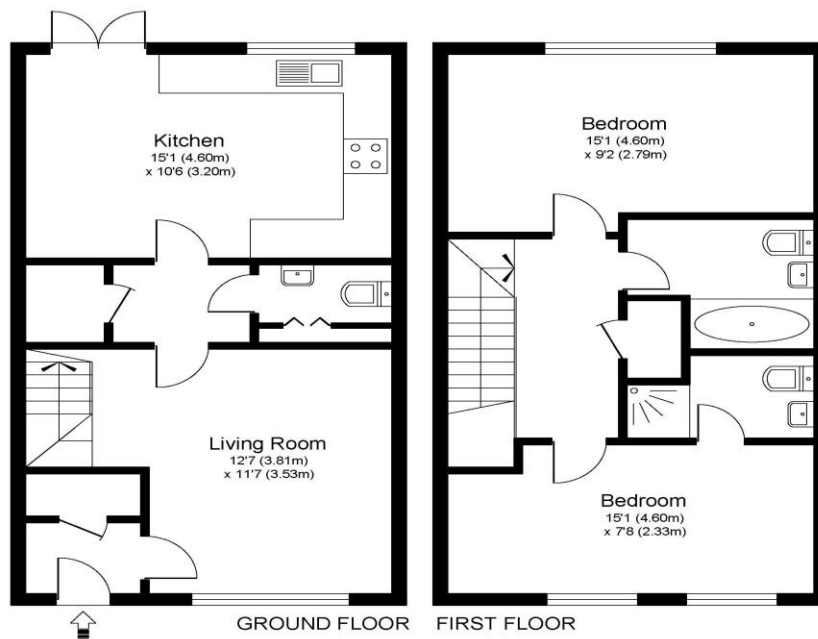 Kitchen
15'1 (4.60m)
x 10'6 (3.20m)
Living Room
12'7 (3.81m)
x 11'7 (3.53m)
GROUND FLOOR
Bedroom
15'1 (4.60m)
x 9'2 (2.79m)
Bedroom
15'1 (4.60m)
x 7'8 (2.33m)
FIRST FLOOR